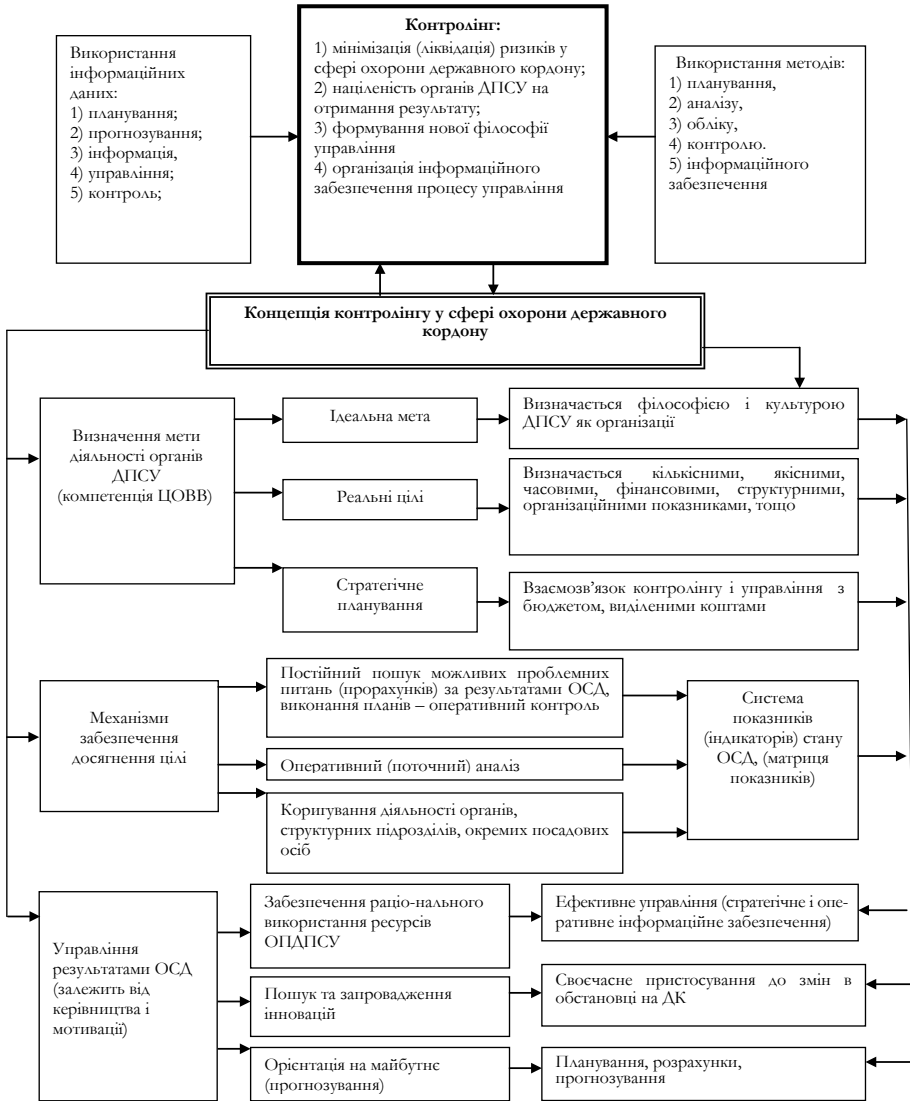 Використання
інформаційних
даних:
1) планування;
2) прогнозування;
3) інформація,
4) управління;
5) контроль;
Контролінг:
1) мінімізація (ліквідація) ризиків у
сфері охорони державного кордону;
2) націленість органів ДПСУ на
отримання результату;
3) формування нової філософії
управління
4) організація інформаційного
забезпечення процесу управління
Використання методів:
1) планування,
2) аналізу,
3) обліку,
4) контролю.
5) інформаційного
забезпечення
Концепція контролінгу у сфері охорони державного
кордону
Визначення мети
діяльності органів
ДПСУ
(компетенція ЦОВВ)
Ідеальна мета
Визначається філософією і культурою
ДПСУ як організації
Реальні цілі
Визначається кількісними, якісними,
часовими, фінансовими, структурними,
організаційними показниками, тощо
Стратегічне
планування
Взаємозв’язок контролінгу і управління з
бюджетом, виділеними коштами
Механізми
забезпечення
досягнення цілі
Постійний пошук можливих проблемних
питань (прорахунків) за результатами ОСД,
виконання планів – оперативний контроль
Оперативний (поточний) аналіз
Коригування діяльності органів,
структурних підрозділів, окремих посадових
осіб
Система
показників
(індикаторів) стану
ОСД, (матриця
показників)
Управління
результатами ОСД
(залежить від
керівництва і
мотивації)
Забезпечення раціо-нального
використання ресурсів
ОПДПСУ
Ефективне управління (стратегічне і опе-
ративне інформаційне забезпечення)
Пошук та запровадження
інновацій
Своєчасне пристосування до змін в
обстановці на ДК
Орієнтація на майбутнє
(прогнозування)
Планування, розрахунки,
прогнозування